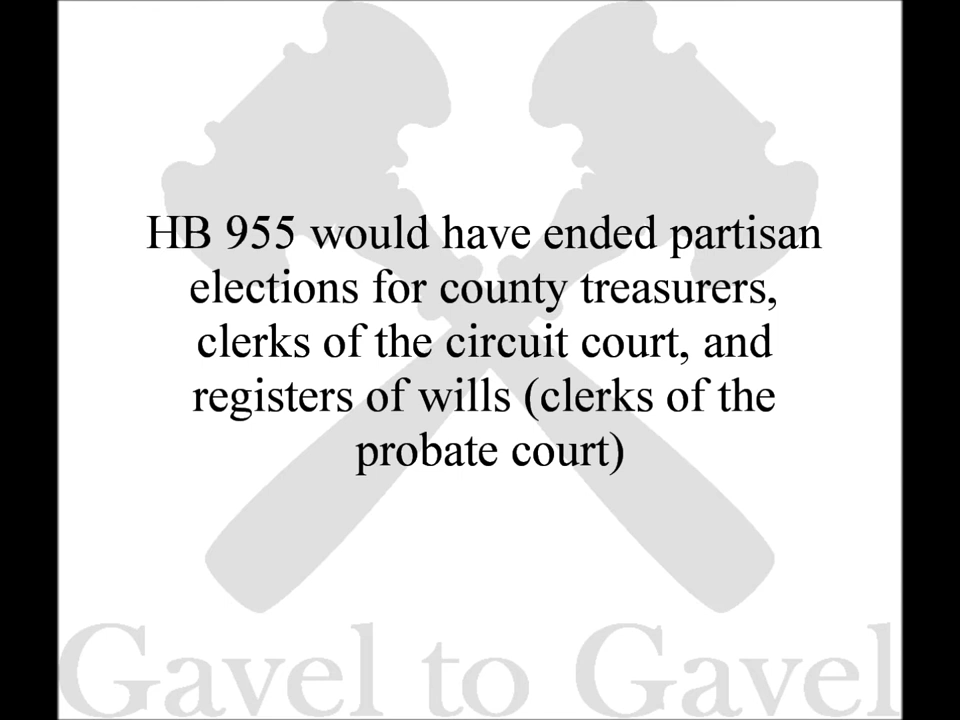 HB 955 would have ended partisan
elections for county treasurers,
clerks of the circuit court, and
registers of wills (clerks of the
probate court)
Gavel to Gavel